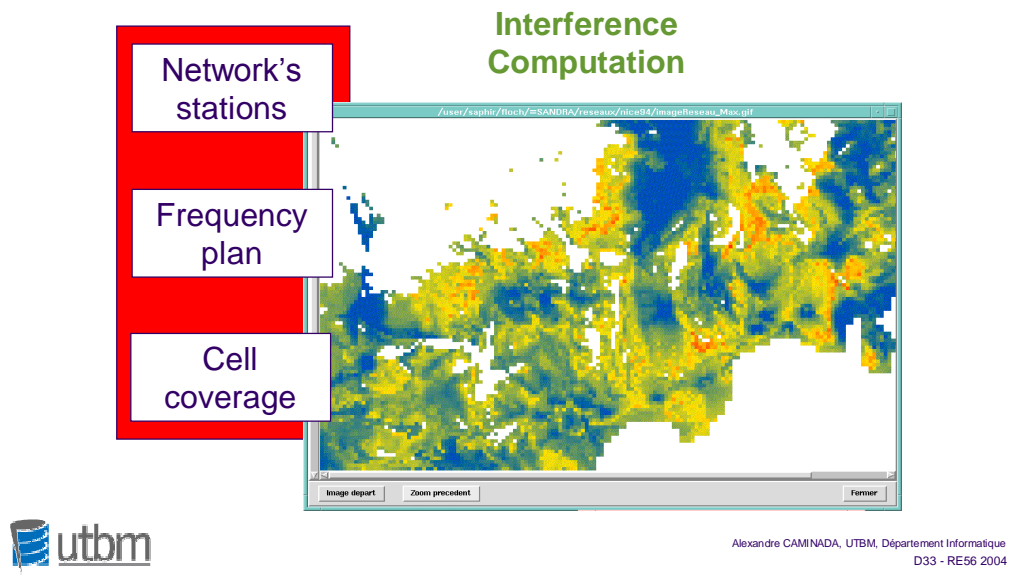 Interference
Computation
Network's
stations
/user/saphir/floch/=SANDRA/reseaux/nice94/imageReseau_Max.gif
Frequency
plan
Cell
coverage
Image depart
Zoom precedent
Fermer
utbm
Alexandre CAMINADA, UTBM, Département Informatique
D33 - RE56 2004